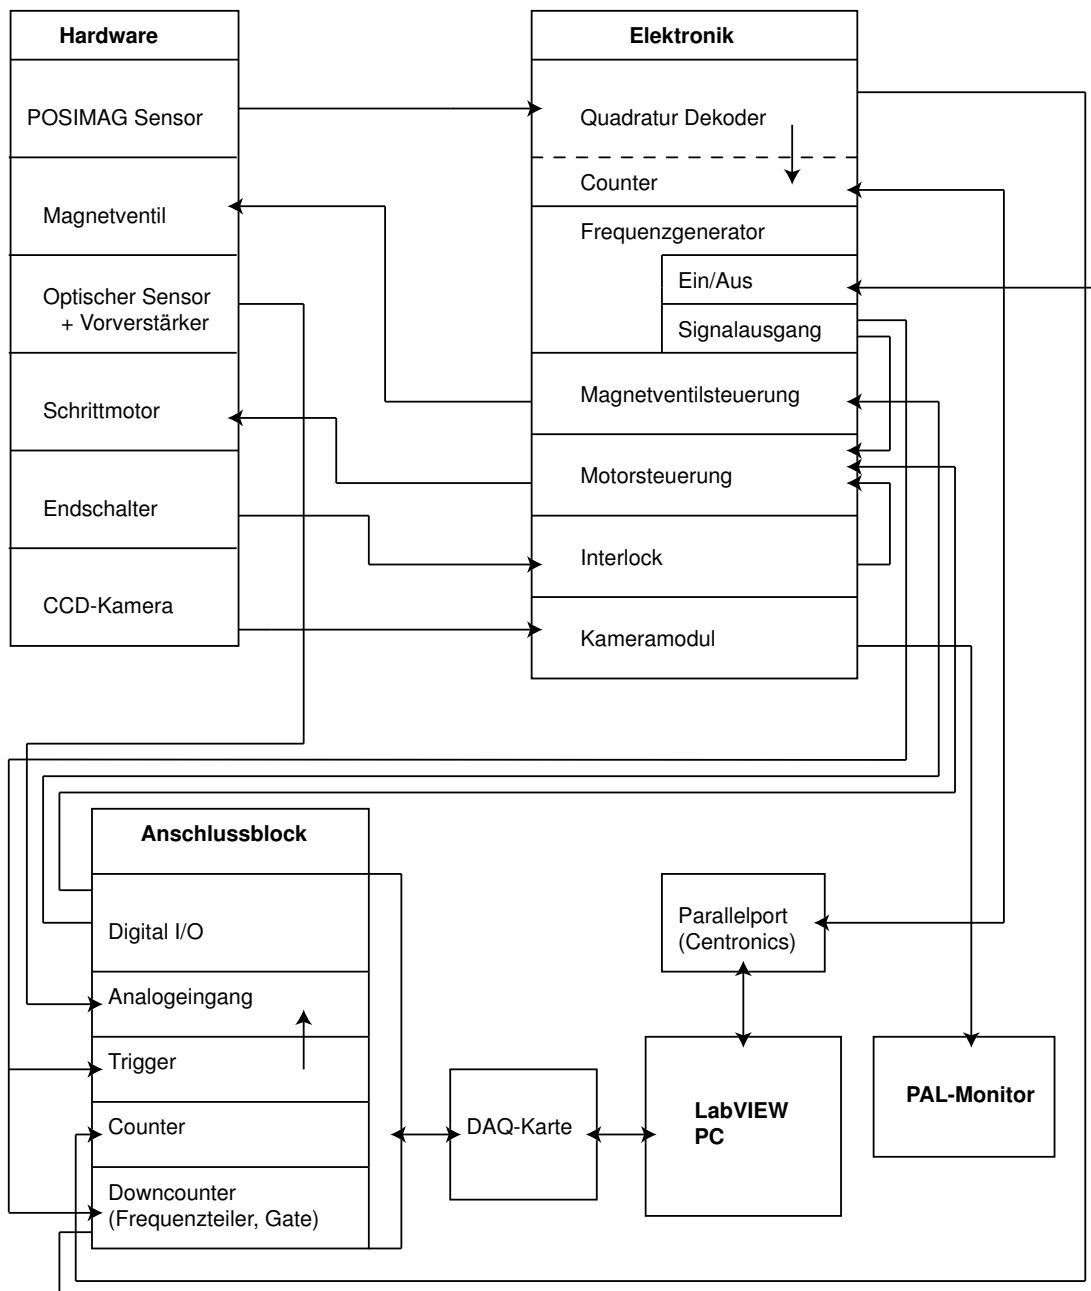 Hardware
POSIMAG Sensor
Magnetventil
Optischer Sensor
+ Vorverstärker
Schrittmotor
Endschalter
CCD-Kamera
Elektronik
Quadratur Dekoder
Counter
Frequenzgenerator
Ein/Aus
Signalausgang
Magnetventilsteuerung
Motorsteuerung
Interlock
Kameramodul
Anschlussblock
Digital I/O
Analogeingang
Trigger
Counter
Downcounter
(Frequenzteiler, Gate)
DAQ-Karte
Parallelport
(Centronics)
LabVIEW
PC
PAL-Monitor